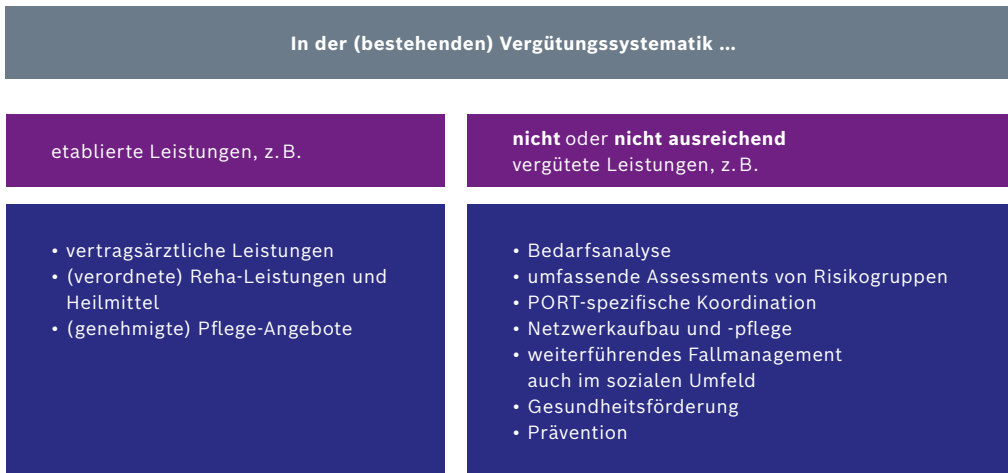 In der (bestehenden) Vergütungssystematik ...
etablierte Leistungen, z. B.
• vertragsärztliche Leistungen
• (verordnete) Reha-Leistungen und
Heilmittel
• (genehmigte) Pflege-Angebote
nicht oder nicht ausreichend
vergütete Leistungen, z. B.
• Bedarfsanalyse
• umfassende Assessments von Risikogruppen
• PORT-spezifische Koordination
• Netzwerkaufbau und -pflege
• weiterführendes Fallmanagement
auch im sozialen Umfeld
• Gesundheitsförderung
• Prävention